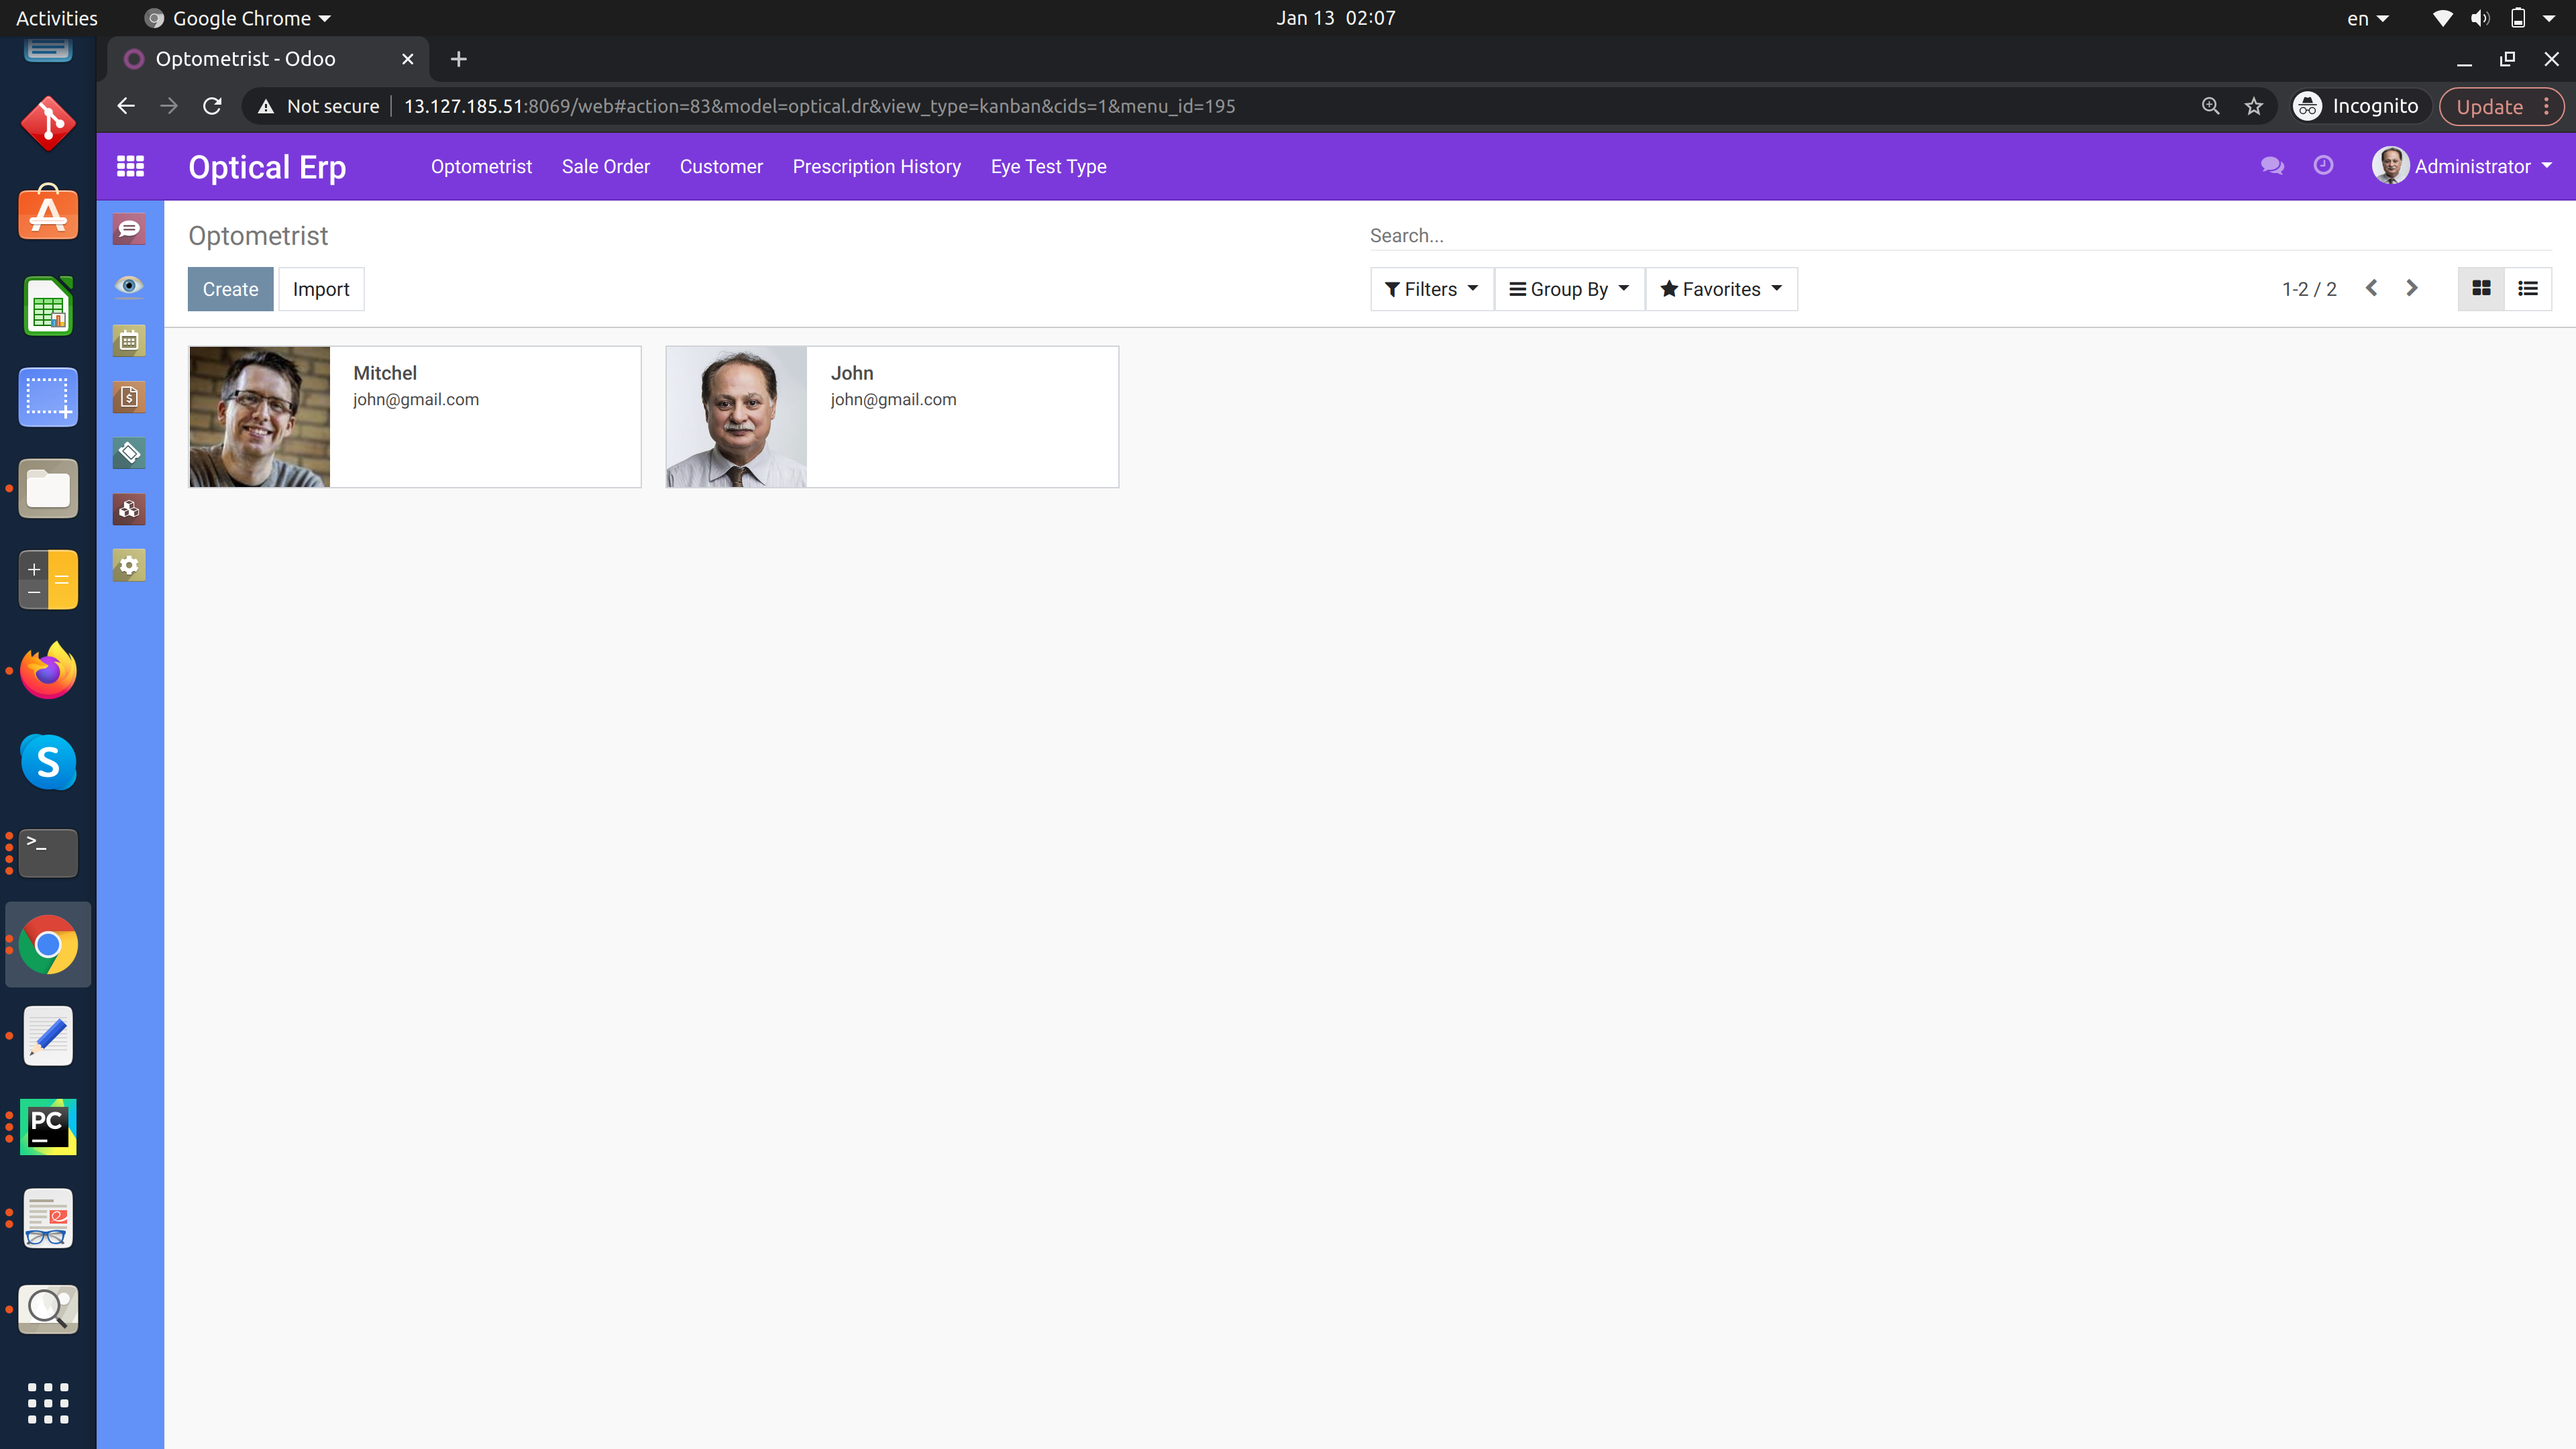 Activities
Google Chrome
Jan 13 02:07
en
Optometrist - Odoo
Not secure
13.127.185.51:8069/web#action=83&model=optical.dr&view_type=kanban&cids=1&menu_id=195
Incognito
Update
Optical Erp
Optometrist
Sale Order
Customer
Prescription History
Eye Test Type
Administrator
Optometrist
Search...
Create
Import
Filters
Group By
Favorites
1-2 / 2
Mitchel
john@gmail.com
John
john@gmail.com
S
>_
PC